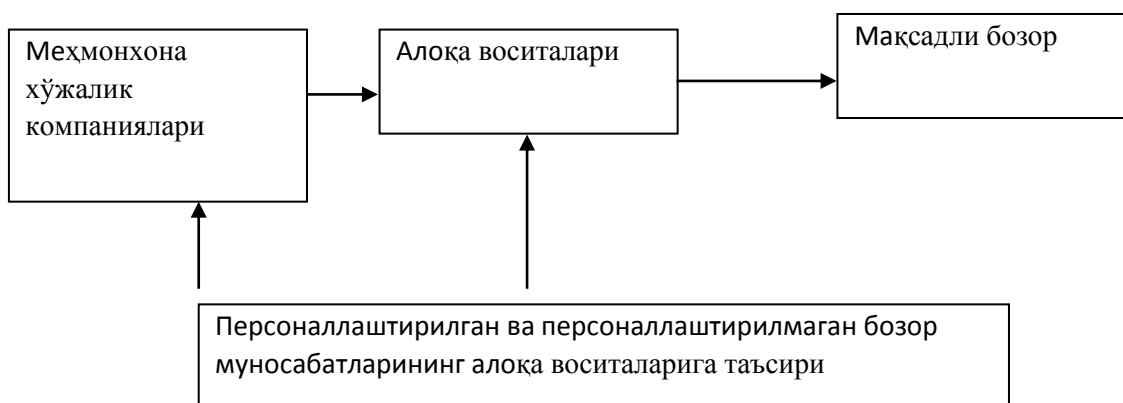 Меҳмонхона
хўжалик
компаниялари
Алоқа воситалари
Мақсадли бозор
Персоналлаштирилган ва персоналлаштирилмаган бозор
муносабатларининг алоқа воситаларига таъсири